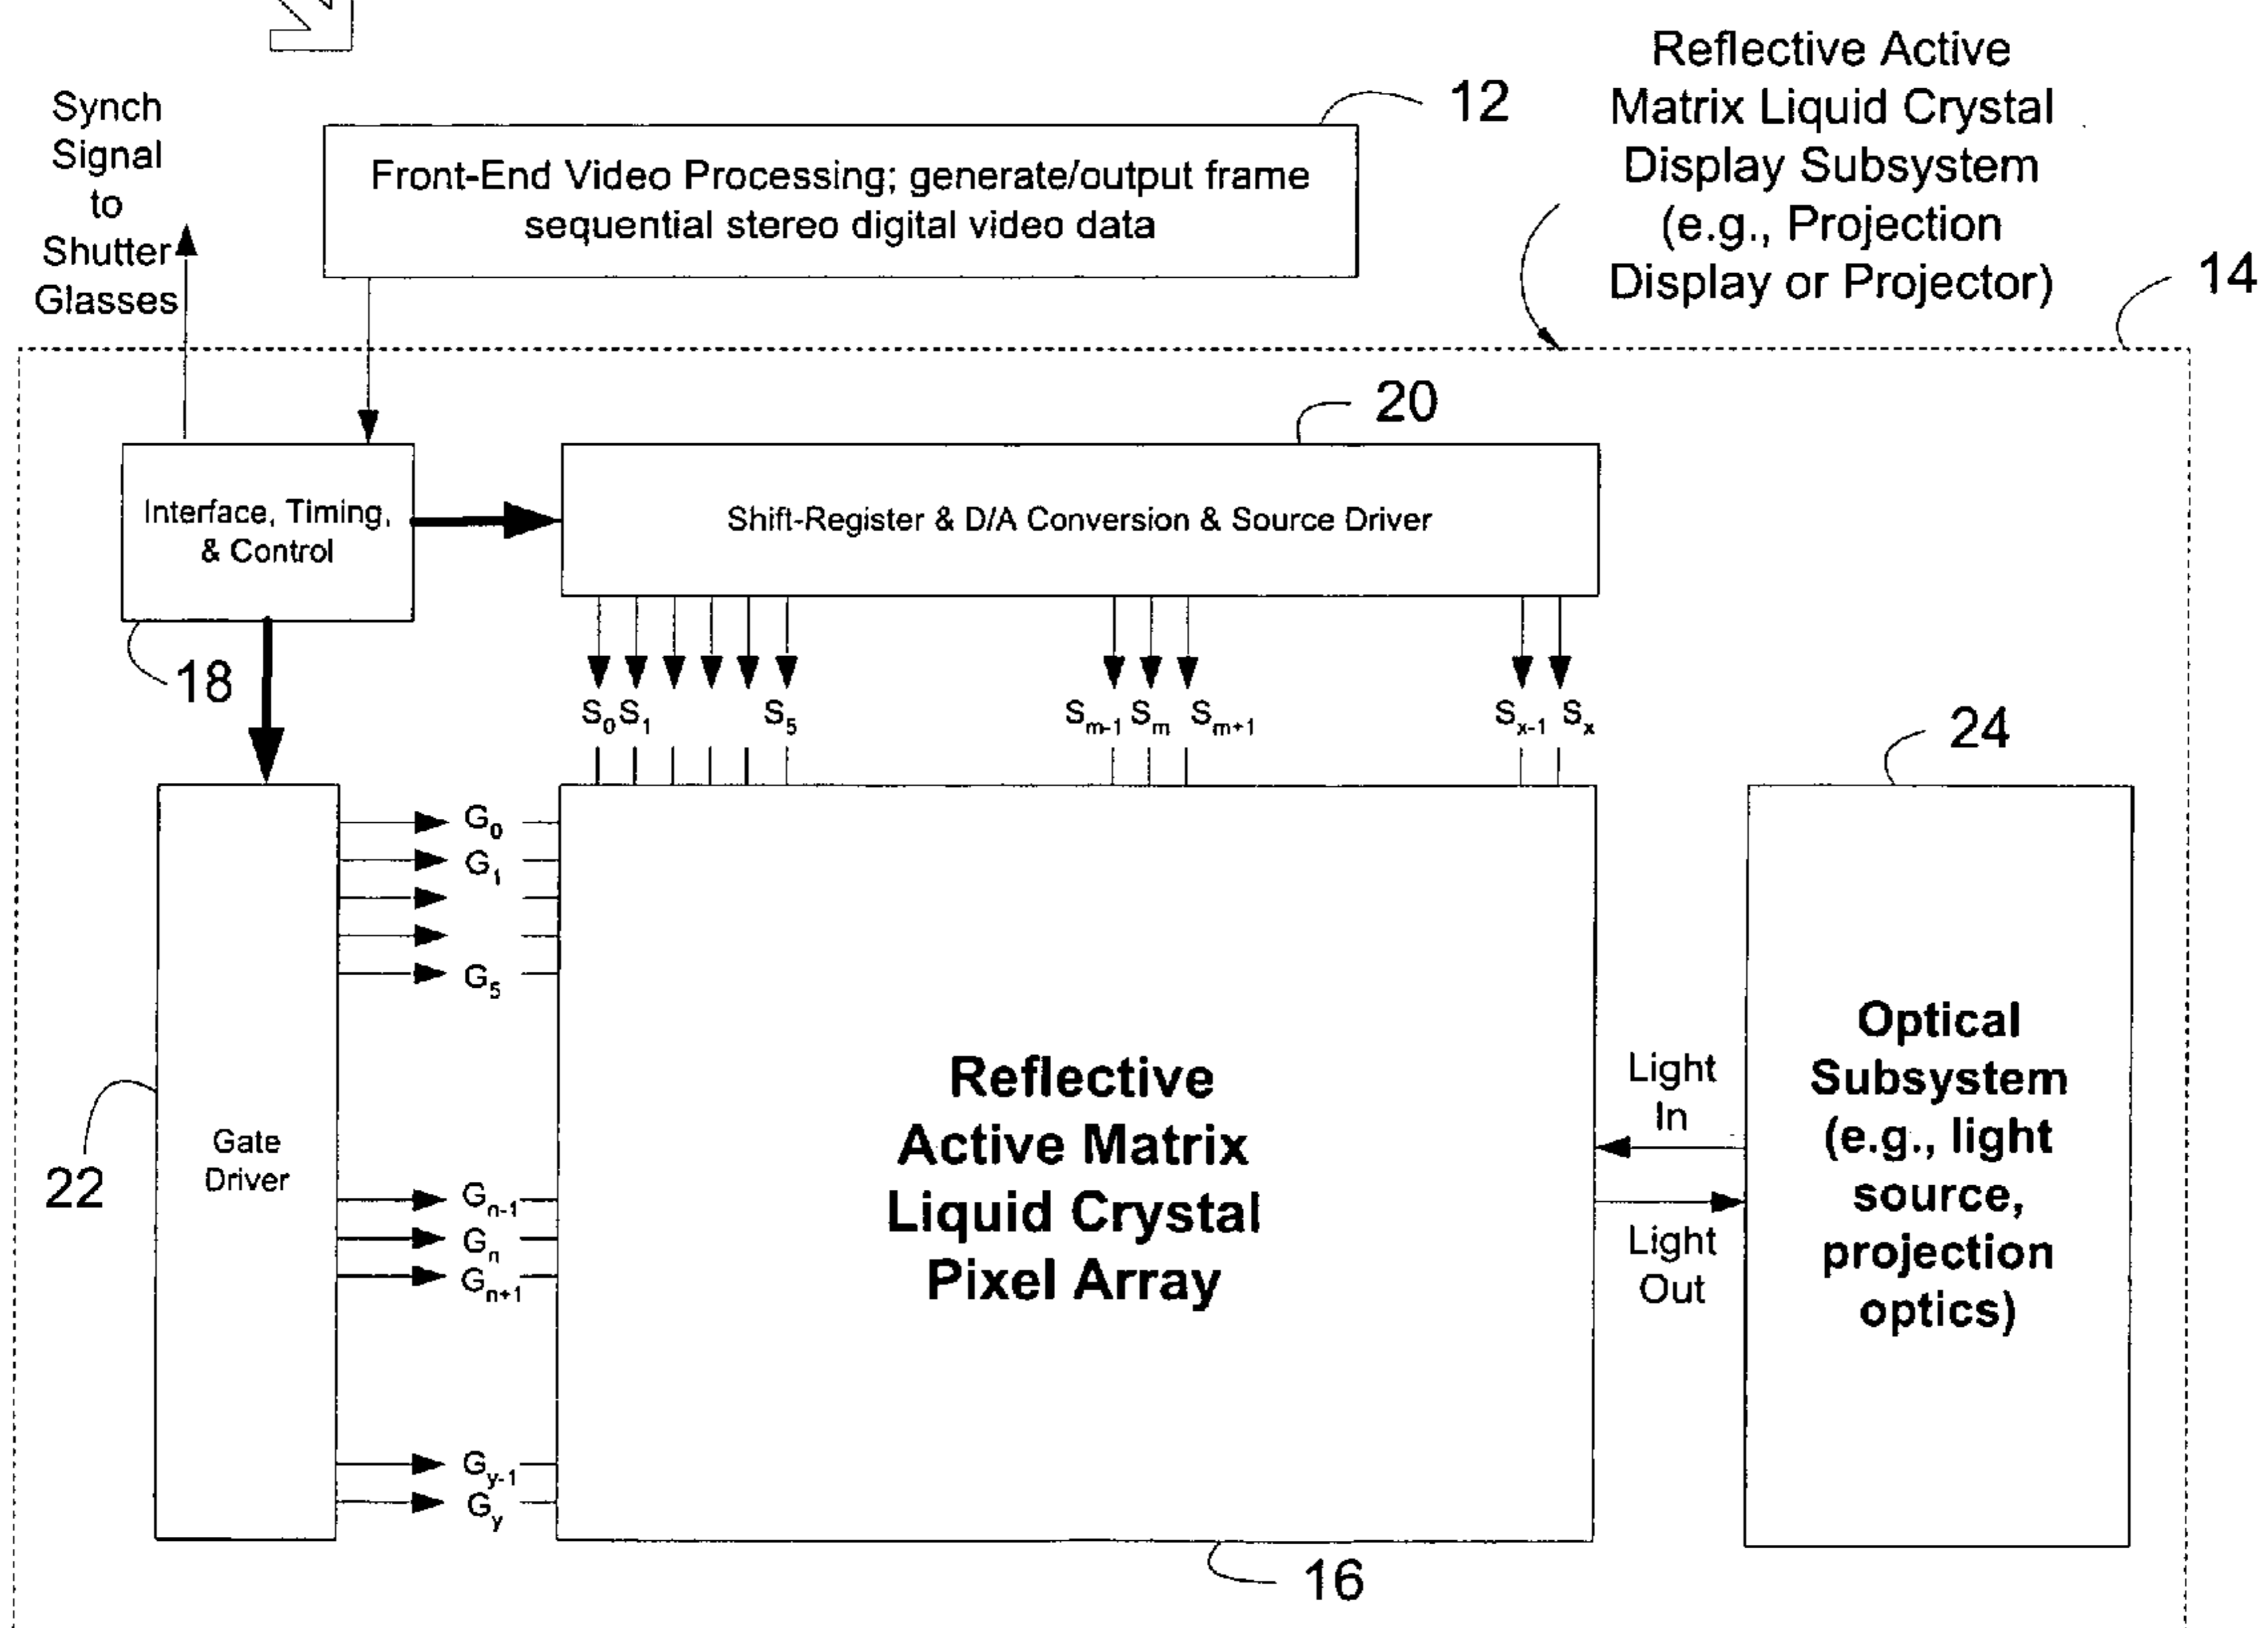 Synch
Signal
to
Shutter
Glasses
12
Front-End Video Processing; generate/output frame
sequential stereo digital video data
Reflective Active
Matrix Liquid Crystal
Display Subsystem
(e.g., Projection
Display or Projector)
14
20
Interface, Timing,
& Control
Shift-Register & D/A Conversion & Source Driver
18
S0 S1 S5 Sm-1 Sm Sm+1 Sx-1 Sx
24
G0
G1
G5
Gate
Driver
22
Gn-1
Gn
Gn+1
Gy-1
Gy
Reflective
Active Matrix
Liquid Crystal
Pixel Array
16
Light
In
Light
Out
Optical
Subsystem
(e.g., light
source,
projection
optics)